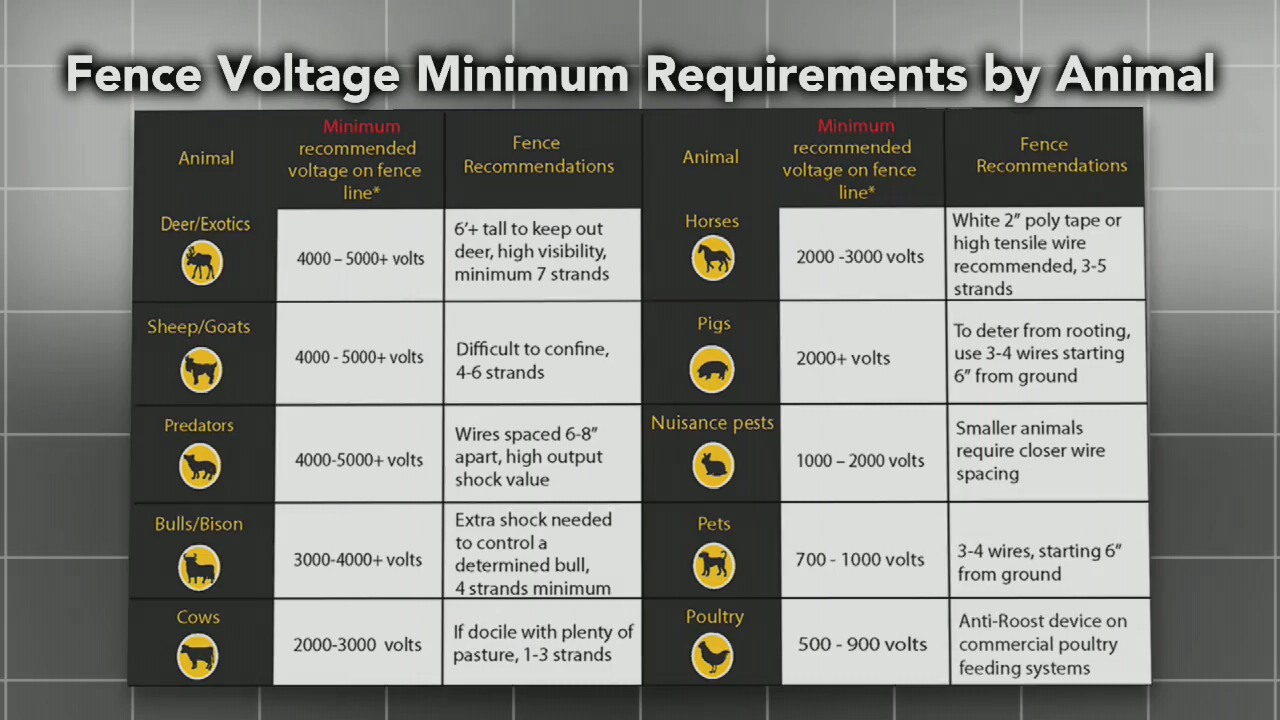 Fence Voltage Minimum Requirements by Animal
Animal
Minimum
recommended
voltage on fence
line*
Fence
Recommendations
Animal
Minimum
recommended
voltage on fence
line*
Fence
Recommendations
Deer/Exotics
4000 – 5000+ volts
6’+ tall to keep out
deer, high visibility,
minimum 7 strands
Horses
2000 -3000 volts
White 2” poly tape or
high tensile wire
recommended, 3-5
strands
Sheep/Goats
4000 - 5000+ volts
Difficult to confine,
4-6 strands
Pigs
2000+ volts
To deter from rooting,
use 3-4 wires starting
6” from ground
Predators
4000-5000+ volts
Wires spaced 6-8”
apart, high output
shock value
Nuisance pests
1000 – 2000 volts
Smaller animals
require closer wire
spacing
Bulls/Bison
3000-4000+ volts
Extra shock needed
to control a
determined bull,
4 strands minimum
Pets
700 - 1000 volts
3-4 wires, starting 6”
from ground
Cows
2000-3000 volts
If docile with plenty of
pasture, 1-3 strands
Poultry
500 - 900 volts
Anti-Roost device on
commercial poultry
feeding systems